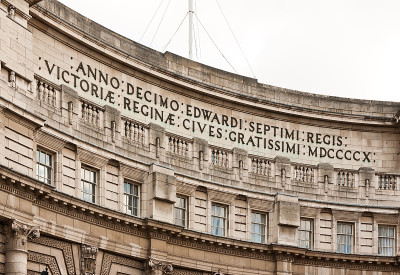 : ANNO : DECIMO : EDWARDI : SEPTIMI : REGIS :
: VICTORIÆ : REGINÆ : CIVES : GRATISSIMI : MDCCCCX :